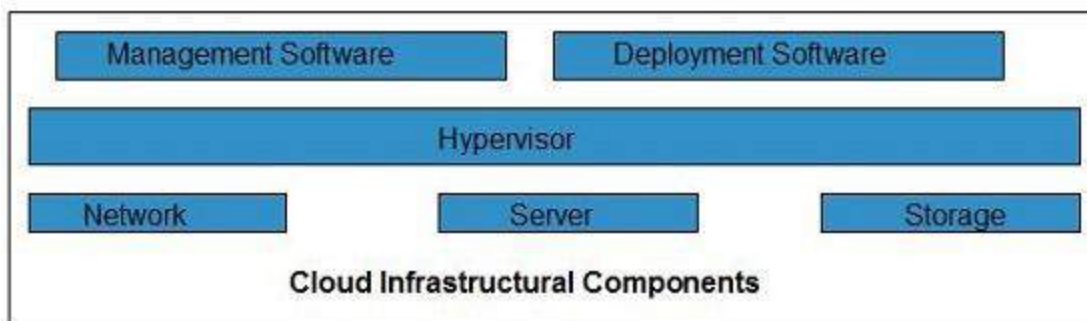 Management Software
Deployment Software
Hypervisor
Network
Server
Storage
Cloud Infrastructural Components